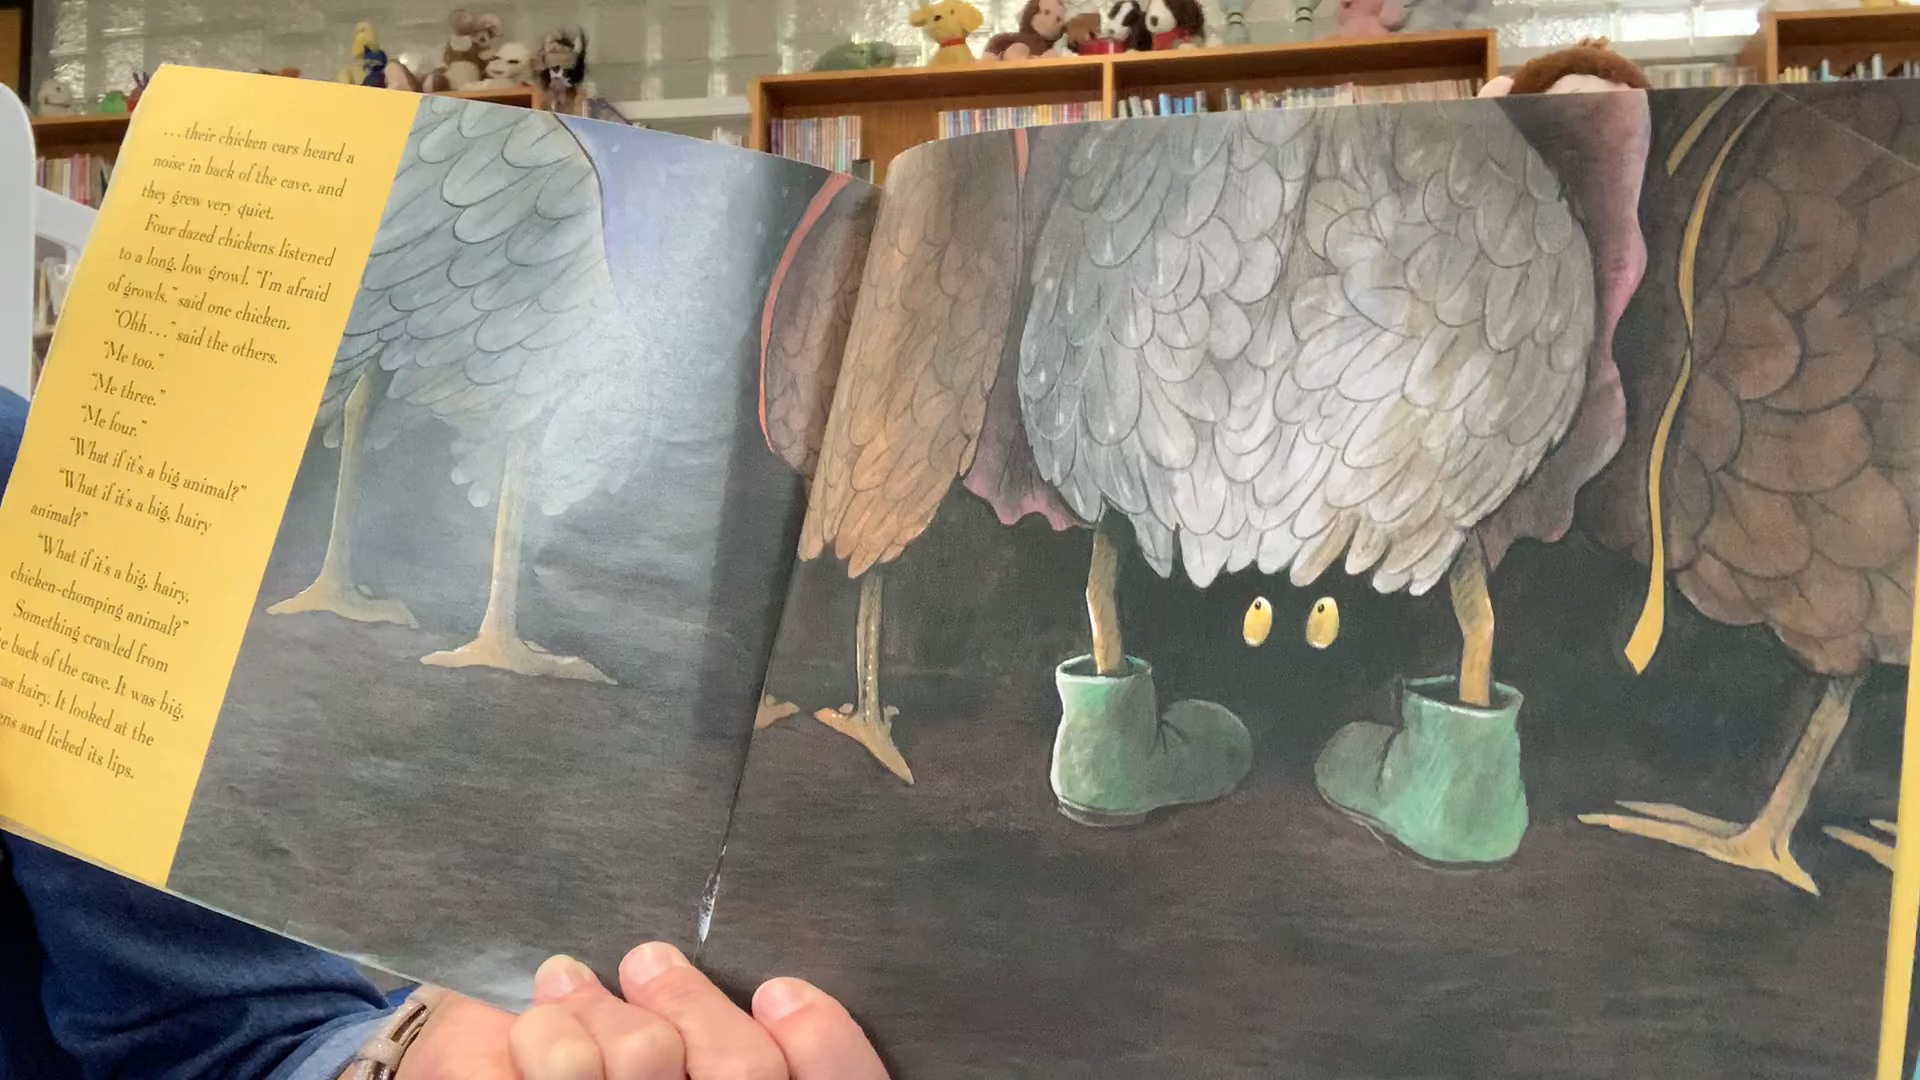 ...their chicken ears heard a
noise in back of the cave, and
they grew very quiet.
Four dazed chickens listened
to a long, low growl. "I'm afraid
of growls," said one chicken.
"Ohh..." said the others.
"Me too."
"Me three."
"Me four."
"What if it's a big animal?"
"What if it's a big, hairy
animal?"
"What if it's a big, hairy,
chicken-chomping animal?"
Something crawled from
back of the cave. It was big.
hairy. It looked at the
and licked its lips.